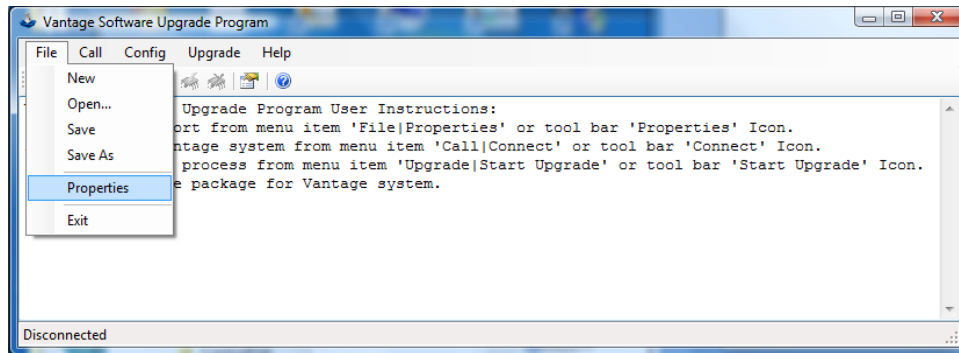 Vantage Software Upgrade Program
File Call Config Upgrade Help
New
Open...
Save
Save As
Properties
Exit
Upgrade Program User Instructions:
ort from menu item 'File|Properties' or tool bar 'Properties' Icon.
ntage system from menu item 'Call|Connect' or tool bar 'Connect' Icon.
process from menu item 'Upgrade|Start Upgrade' or tool bar 'Start Upgrade' Icon.
e package for Vantage system.
Disconnected